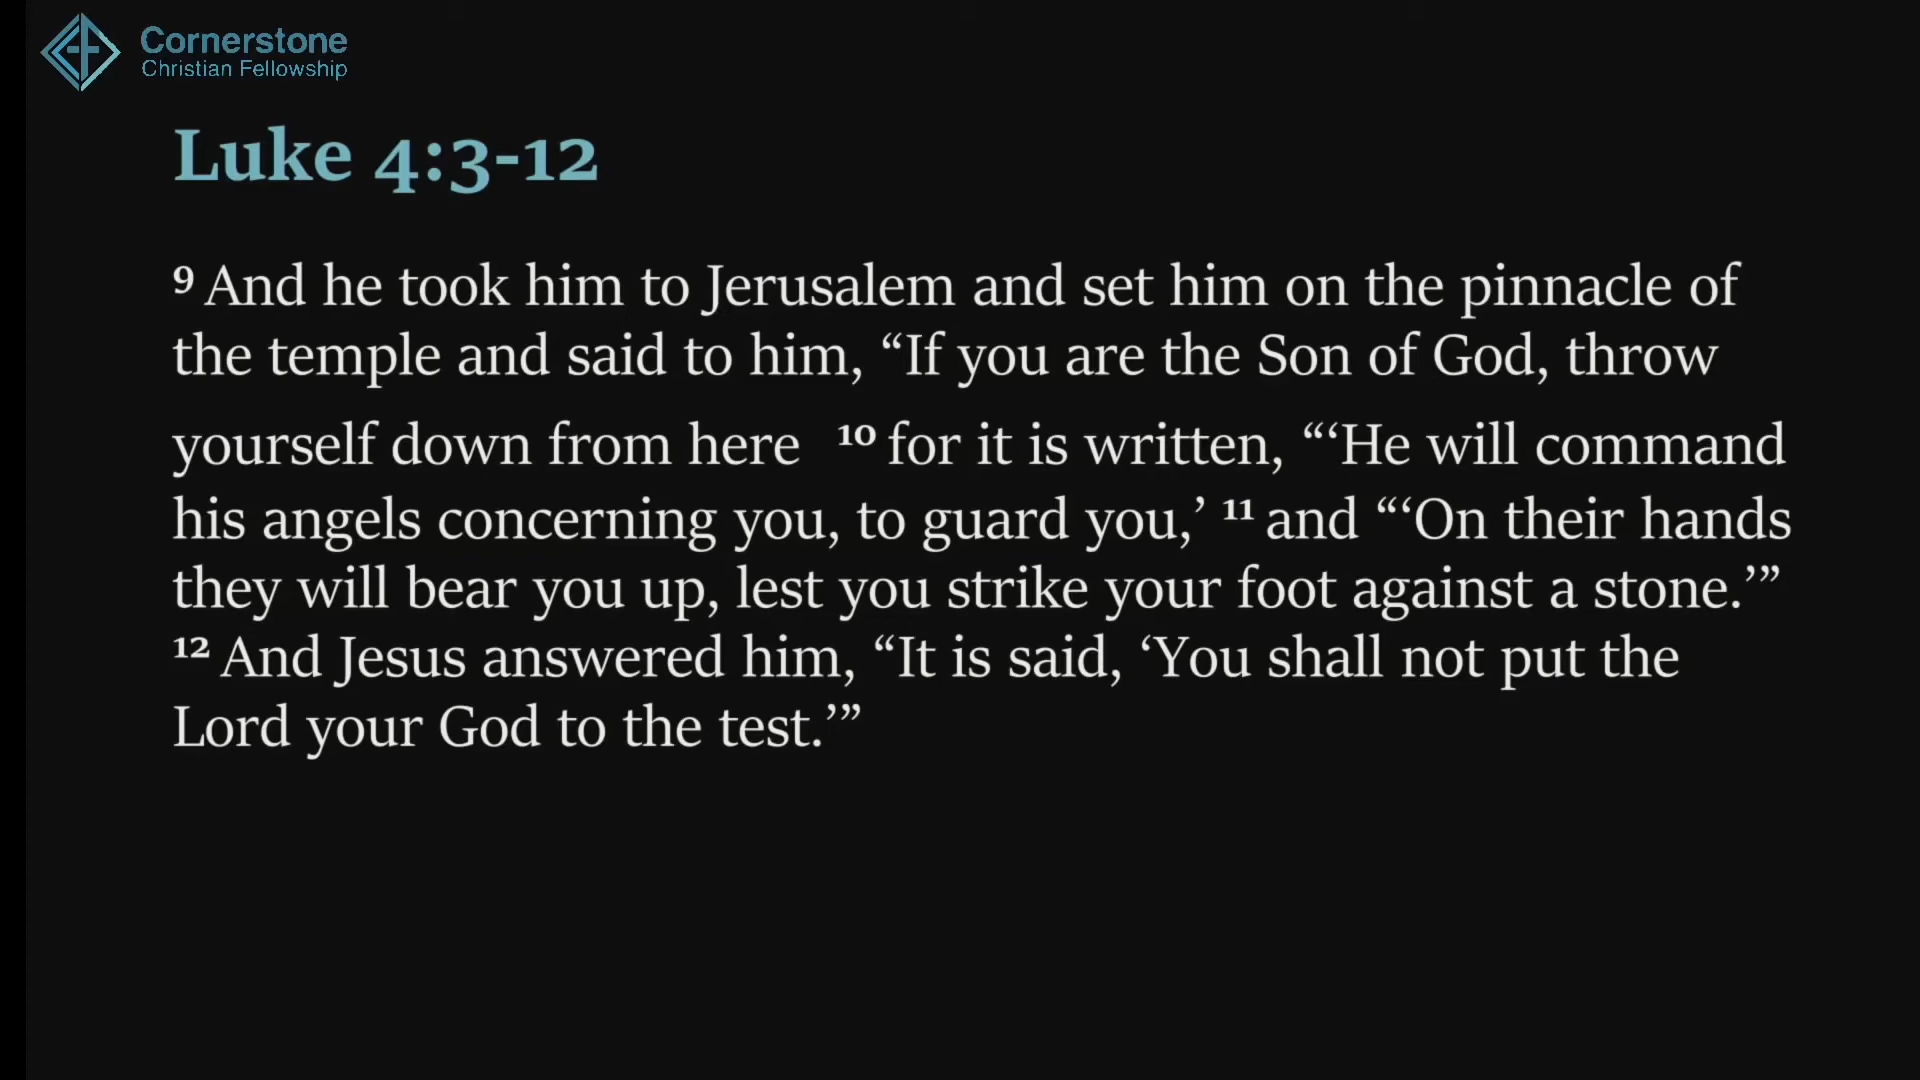 Cornerstone
Christian Fellowship
Luke 4:3-12
9 And he took him to Jerusalem and set him on the pinnacle of
the temple and said to him, “If you are the Son of God, throw
yourself down from here 10 for it is written, “‘He will command
his angels concerning you, to guard you,’ 11 and “‘On their hands
they will bear you up, lest you strike your foot against a stone.’”
12 And Jesus answered him, “It is said, ‘You shall not put the
Lord your God to the test.’”